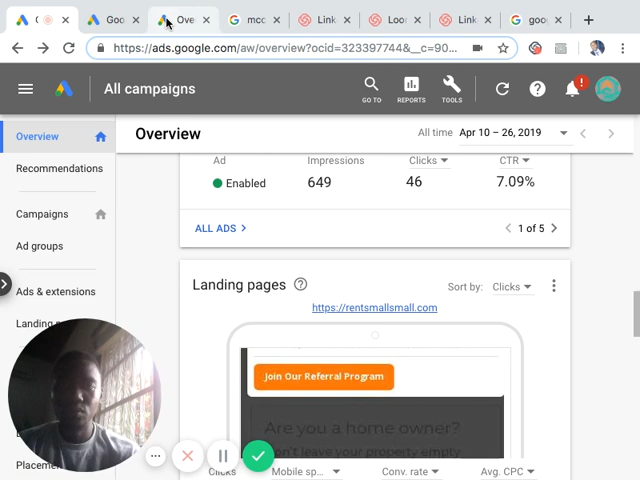 Goo
Ove
mcc
Link
Loo
Link
goo
https://ads.google.com/aw/overview?ocid=323397744&__c=90...
All campaigns
GO TO
REPORTS
TOOLS
!
Overview
Overview
All time
Apr 10 – 26, 2019
Recommendations
Ad
Impressions
Clicks
CTR
Enabled
649
46
7.09%
Campaigns
ALL ADS
1 of 5
Ad groups
Landing pages
Sort by:
Clicks
Ads & extensions
https://rentsmallsmall.com
Landing
Join Our Referral Program
Are you a home owner?
Don't leave your property empty
Placemer
Clicks
Mobile sp...
Conv. rate
Avg. CPC